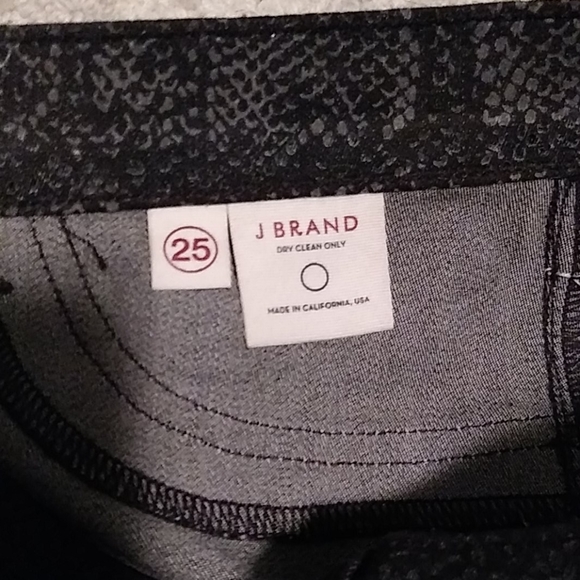 25
J BRAND
DRY CLEAN ONLY
MADE IN CALIFORNIA, USA